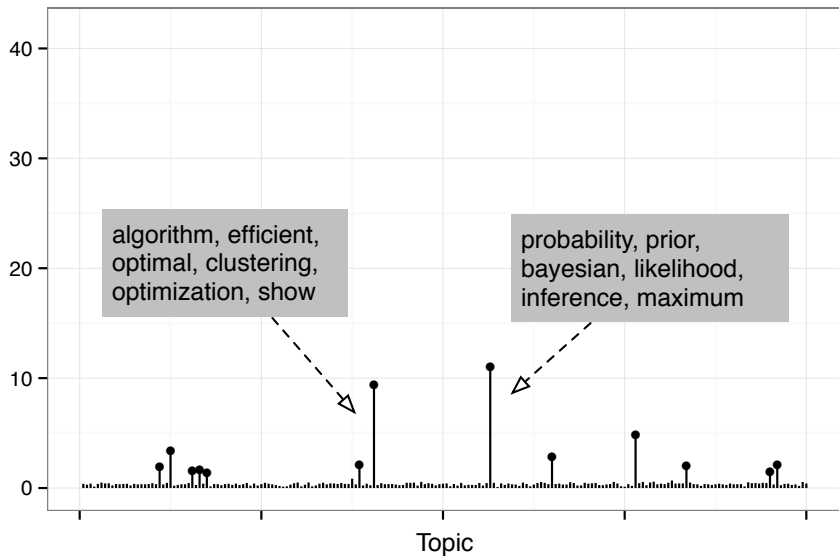 40
30
20
10
0
algorithm, efficient,
optimal, clustering,
optimization, show
probability, prior,
bayesian, likelihood,
inference, maximum
Topic